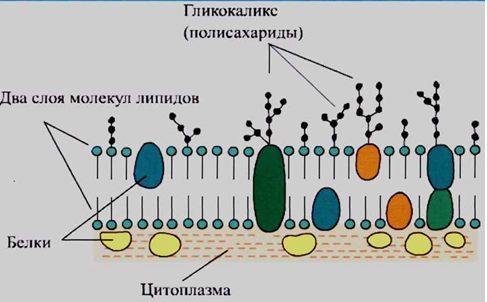 Гликокаликс
(полисахариды)
Два слоя молекул липидов
Белки
Цитоплазма